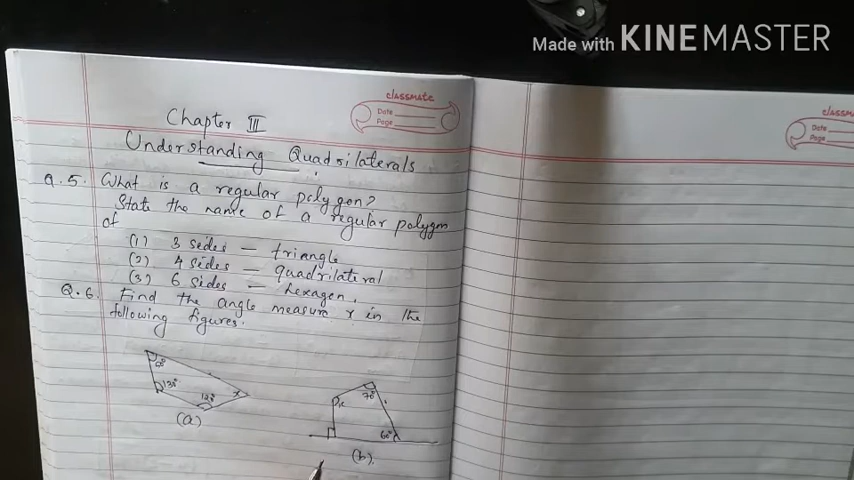 Made with KINEMASTER
classmate
Date
Page
classmate
Date
Page
Chapter III
Understanding Quadrilaterals
Q.5. What is a regular polygon?
State the name of a regular polygon
of
(1) 3 sides – triangle
(2) 4 sides – quadrilateral
(3) 6 sides – hexagon.
Q.6. Find the angle measure x in the
following figures.
130°
120°
x
(a)
70°
x
60°
(b).